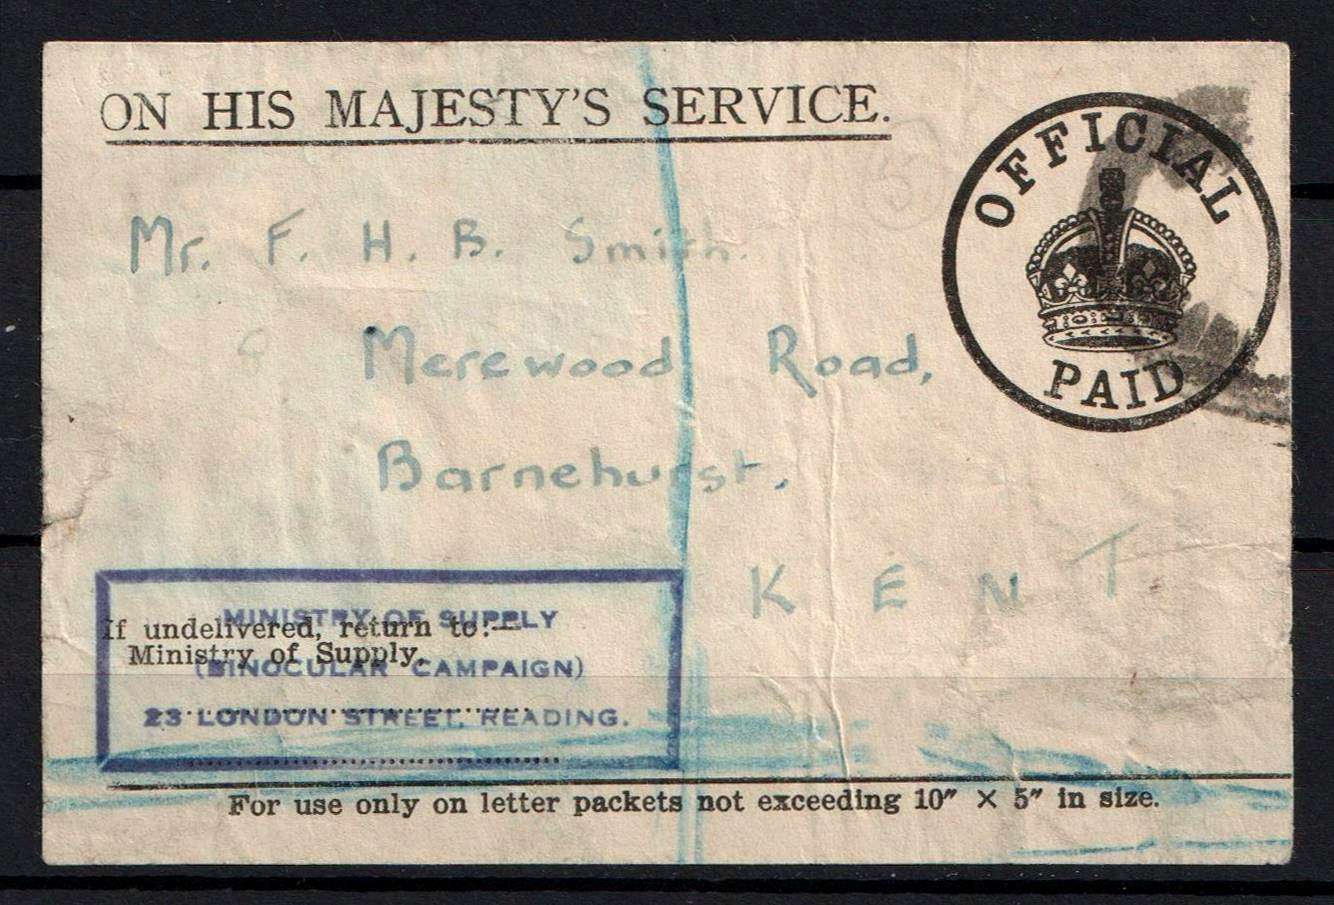 ON HIS MAJESTY'S SERVICE.
OFFICIAL
PAID
Mr. F. H. B. Smith.
Merewood Road,
Barnehurst,
KENT
If undelivered, return to:—
Ministry of Supply,
MINISTRY OF SUPPLY
(BINOCULAR CAMPAIGN)
23 LONDON STREET, READING.
For use only on letter packets not exceeding 10″ × 5″ in size.